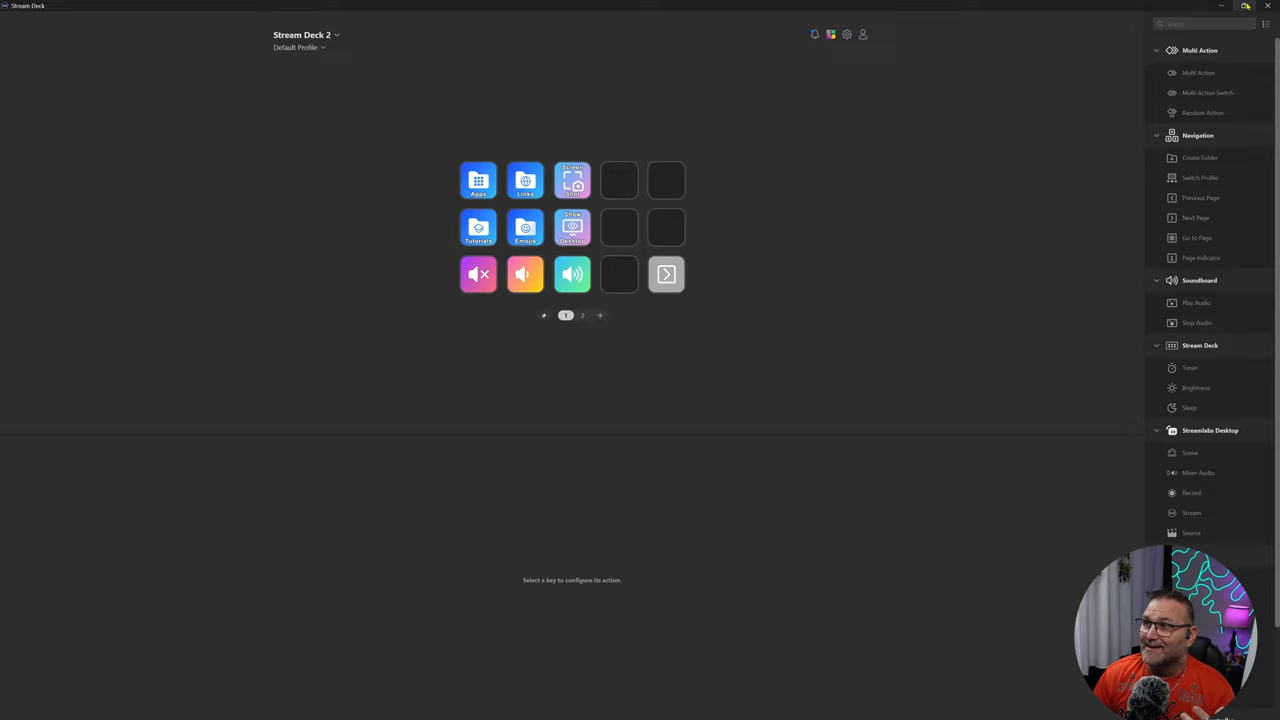 Stream Deck
Stream Deck 2
Default Profile
Search
Multi Action
Multi Action
Multi Action Switch
Random Action
Navigation
Create Folder
Switch Profile
Previous Page
Next Page
Go to Page
Page Indicator
Soundboard
Play Audio
Stop Audio
Stream Deck
Timer
Brightness
Sleep
Streamlabs Desktop
Scene
Mixer Audio
Record
Stream
Source
Apps
Links
Screen
Shot
Tutorials
Emojis
Show
Desktop
1 2 +
Select a key to configure its action.